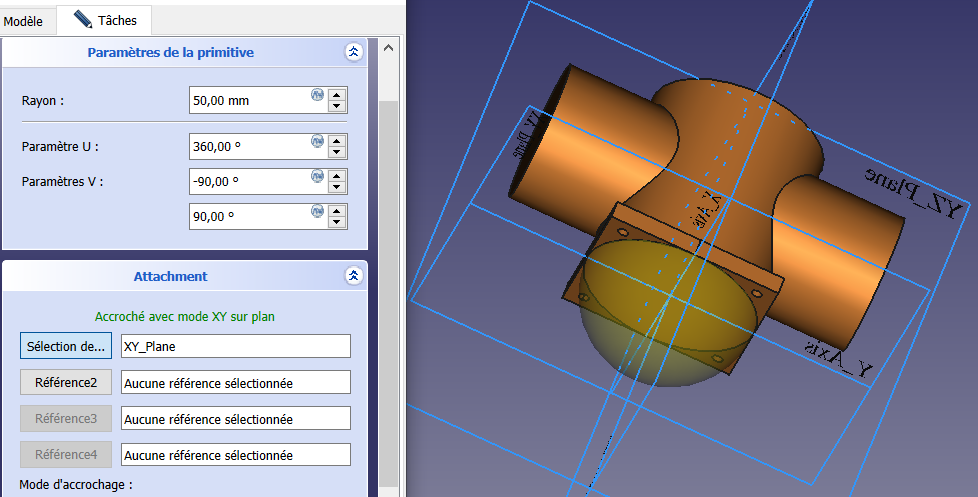 Modèle
Tâches
Paramètres de la primitive
Rayon :
50,00 mm
Paramètre U :
360,00 º
Paramètres V :
-90,00 º
90,00 º
Attachment
Accroché avec mode XY sur plan
Sélection de...
XY_Plane
Référence2
Aucune référence sélectionnée
Référence3
Aucune référence sélectionnée
Référence4
Aucune référence sélectionnée
Mode d'accrochage :
YZ_Plane
Y_Axis